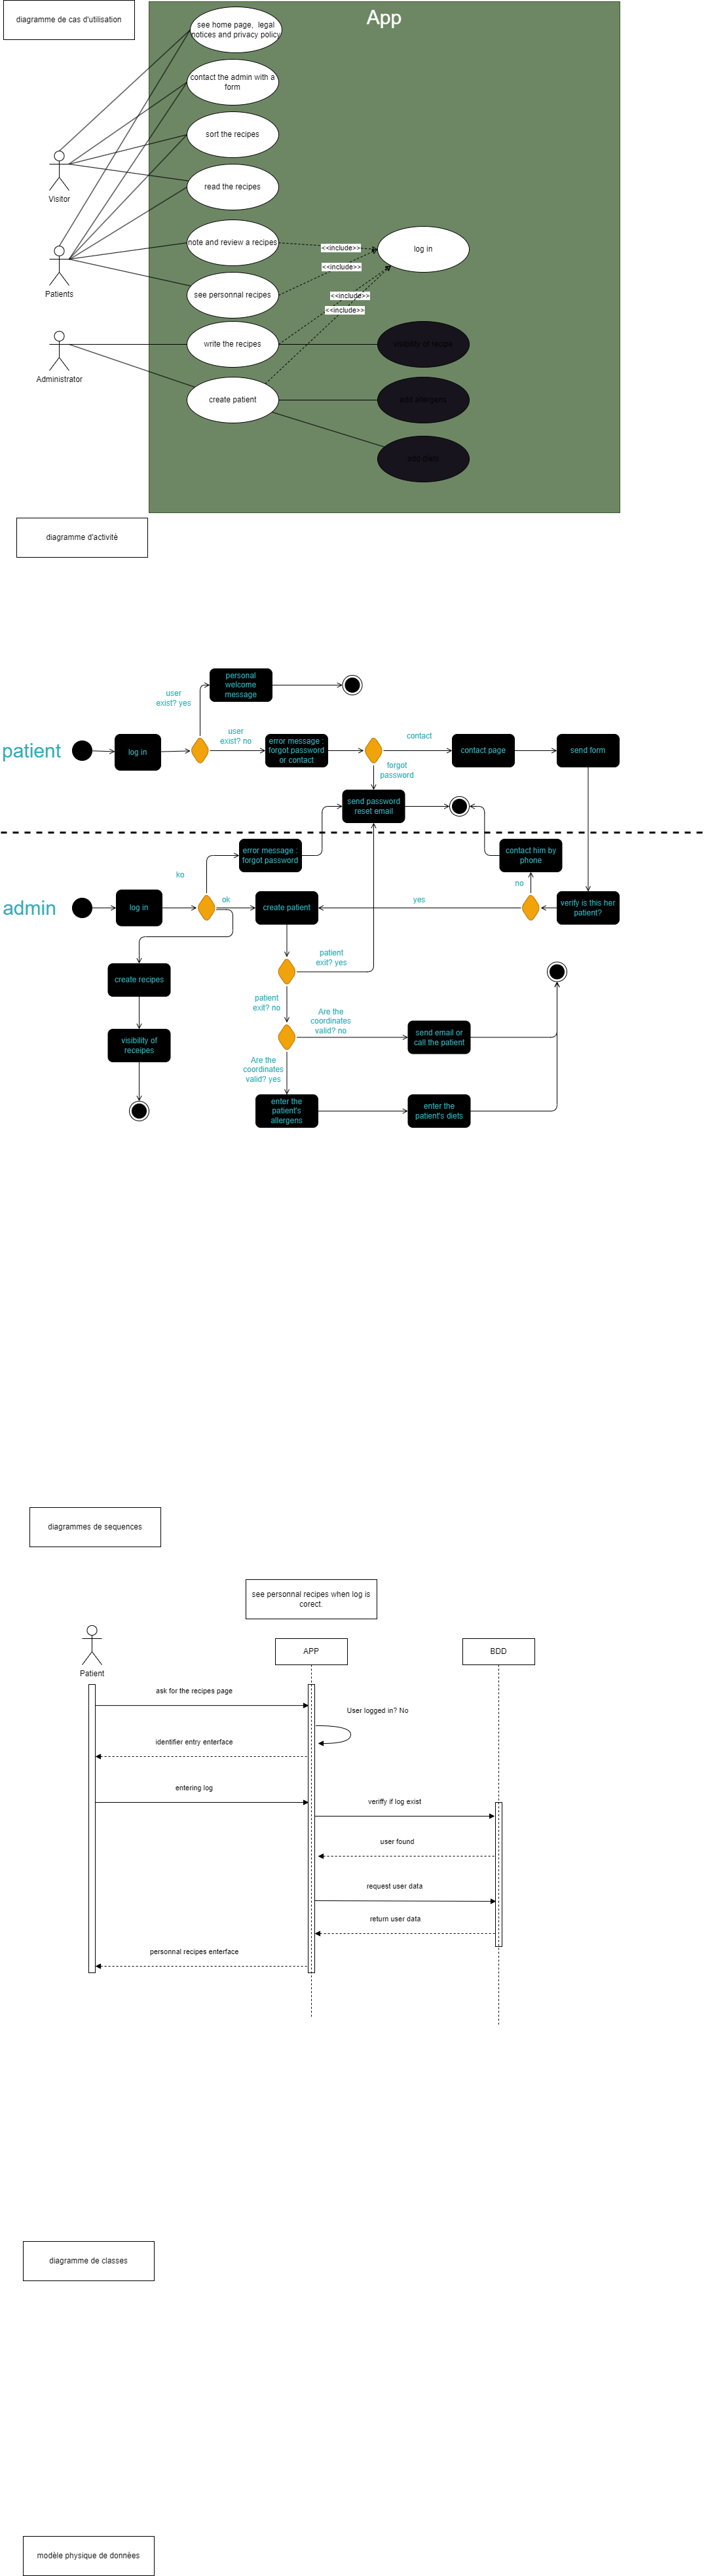 diagramme de cas d'utilisation
App
see home page, legal
notices and privacy policy
contact the admin with a
form
sort the recipes
read the recipes
Visitor
note and review a recipes
<<include>>
log in
<<include>>
Patients
see personnal recipes
<<include>>
<<include>>
write the recipes
visibility of recipe
Administrator
create patient
add allergens
add diets
diagramme d'activité
personal
welcome
message
user
exist? yes
user
exist? no
patient
log in
error message :
forgot password
or contact
contact
contact page
send form
forgot
password
send password
reset email
error message :
forgot password
contact him by
phone
ko
no
admin
log in
ok
create patient
yes
verify is this her
patient?
patient
exit? yes
create recipes
patient
exit? no
Are the
coordinates
valid? no
visibility of
receipes
send email or
call the patient
Are the
coordinates
valid? yes
enter the
patient's
allergens
enter the
patient's diets
diagrammes de sequences
see personnal recipes when log is
corect.
Patient
APP
BDD
ask for the recipes page
User logged in? No
identifier entry enterface
entering log
veriffy if log exist
user found
request user data
return user data
personnal recipes enterface
diagramme de classes
modèle physique de donnèes